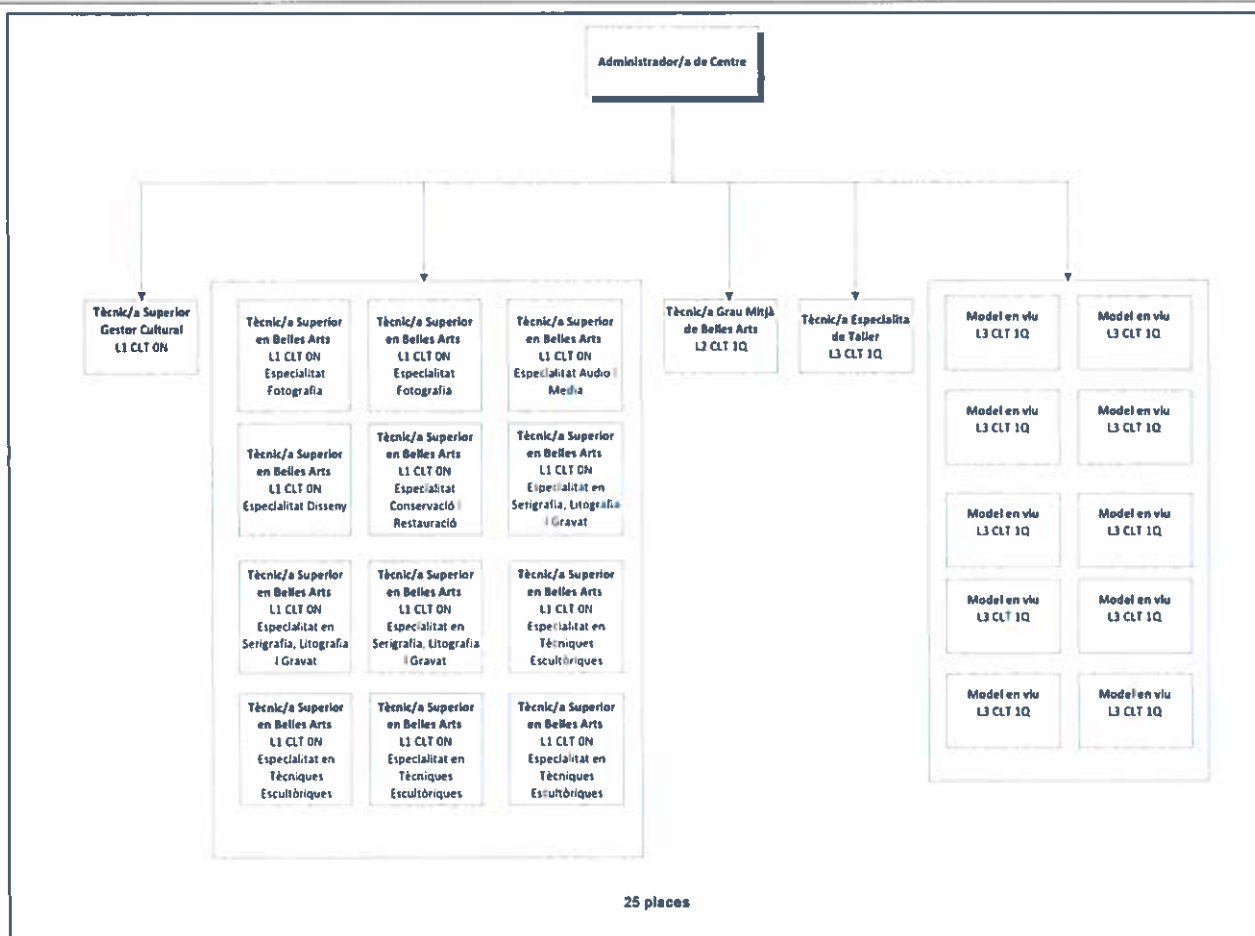 Administrador/a de Centre
Tècnic/a Superior
Gestor Cultural
L1 CLT 0N
Tècnic/a Superior
en Belles Arts
L1 CLT 0N
Especialitat
Fotografia
Tècnic/a Superior
en Belles Arts
L1 CLT 0N
Especialitat
Fotografia
Tècnic/a Superior
en Belles Arts
L1 CLT 0N
Especialitat Audio i
Media
Tècnic/a Superior
en Belles Arts
L1 CLT 0N
Especialitat Disseny
Tècnic/a Superior
en Belles Arts
L1 CLT 0N
Especialitat
Conservació i
Restauració
Tècnic/a Superior
en Belles Arts
L1 CLT 0N
Especialitat en
Serigrafia, Litografia
i Gravat
Tècnic/a Superior
en Belles Arts
L1 CLT 0N
Especialitat en
Serigrafia, Litografia
i Gravat
Tècnic/a Superior
en Belles Arts
L1 CLT 0N
Especialitat en
Serigrafia, Litografia
i Gravat
Tècnic/a Superior
en Belles Arts
L1 CLT 0N
Especialitat en
Tècniques
Escultòriques
Tècnic/a Superior
en Belles Arts
L1 CLT 0N
Especialitat en
Tècniques
Escultòriques
Tècnic/a Superior
en Belles Arts
L1 CLT 0N
Especialitat en
Tècniques
Escultòriques
Tècnic/a Superior
en Belles Arts
L1 CLT 0N
Especialitat en
Tècniques
Escultòriques
Tècnic/a Grau Mitjà
de Belles Arts
L2 CLT 1Q
Tècnic/a Especialita
de Taller
L3 CLT 1Q
Model en viu
L3 CLT 1Q
Model en viu
L3 CLT 1Q
Model en viu
L3 CLT 1Q
Model en viu
L3 CLT 1Q
Model en viu
L3 CLT 1Q
Model en viu
L3 CLT 1Q
Model en viu
L3 CLT 1Q
Model en viu
L3 CLT 1Q
Model en viu
L3 CLT 1Q
Model en viu
L3 CLT 1Q
25 places